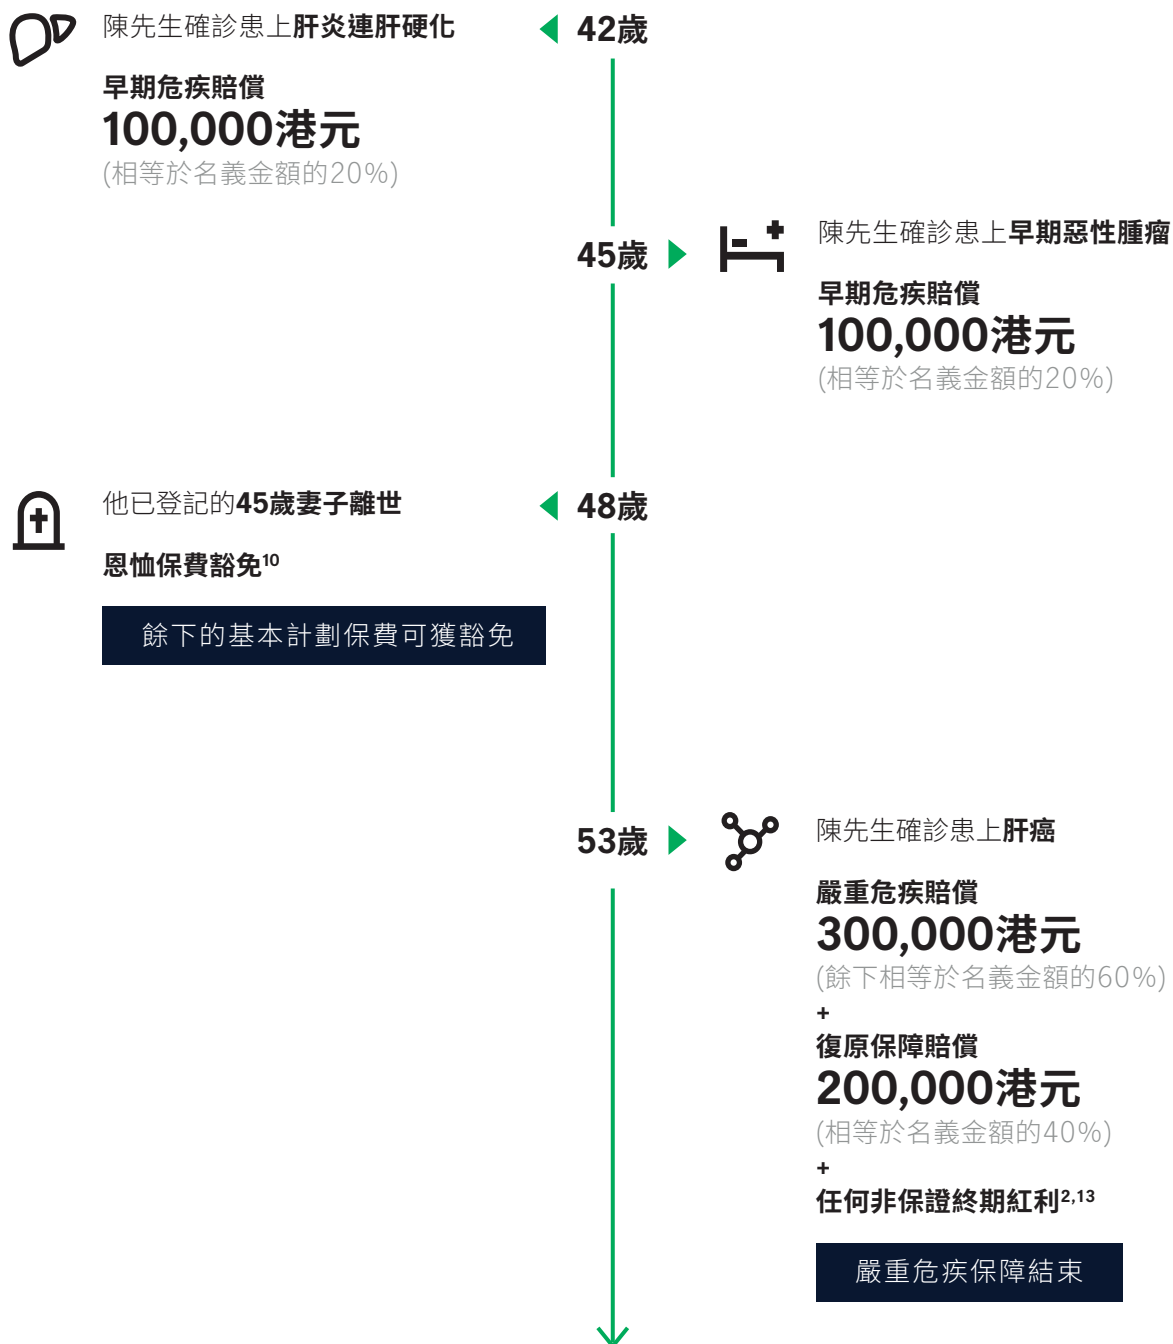 陳先生確診患上肝炎連肝硬化
42歲
早期危疾賠償
100,000港元
(相等於名義金額的20%)
45歲
陳先生確診患上早期惡性腫瘤
早期危疾賠償
100,000港元
(相等於名義金額的20%)
他已登記的45歲妻子離世
48歲
恩恤保費豁免10
餘下的基本計劃保費可獲豁免
53歲
陳先生確診患上肝癌
嚴重危疾賠償
300,000港元
(餘下相等於名義金額的60%)
+
復原保障賠償
200,000港元
(相等於名義金額的40%)
+
任何非保證終期紅利2,13
嚴重危疾保障結束